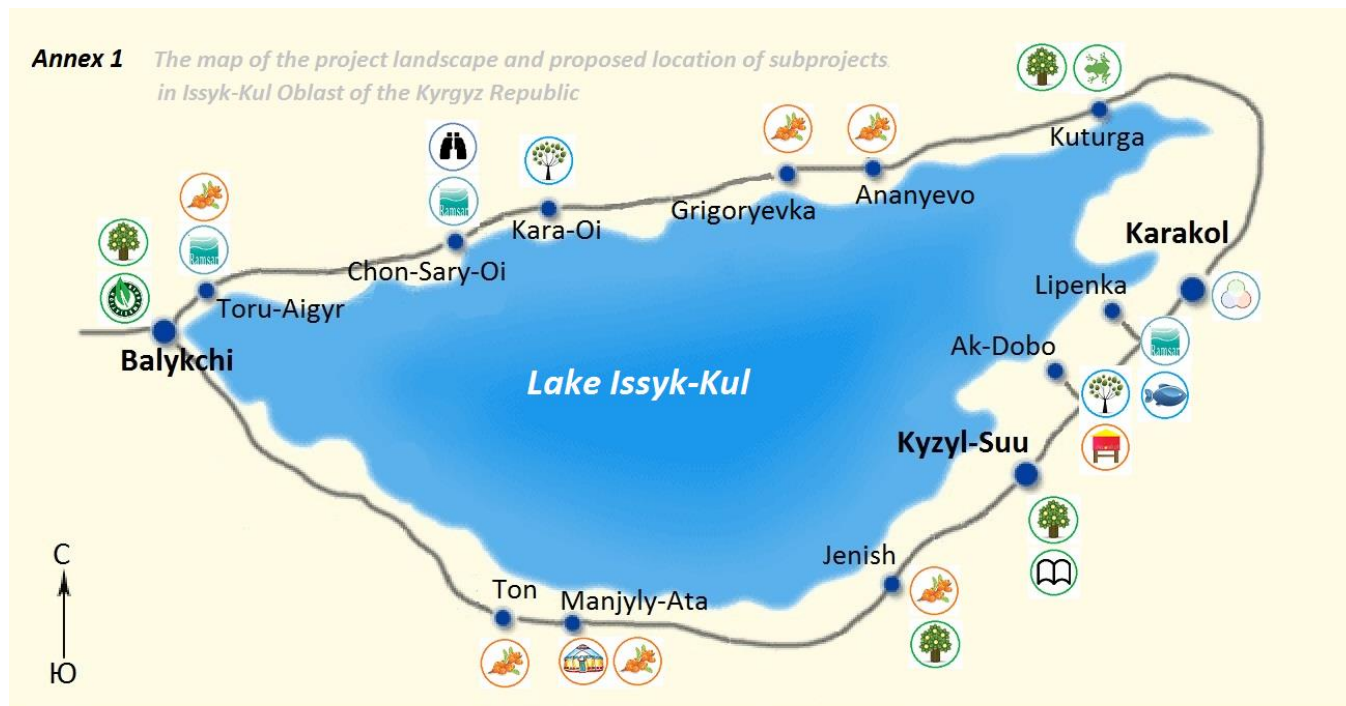 Annex 1 The map of the project landscape and proposed location of subprojects
in Issyk-Kul Oblast of the Kyrgyz Republic
Kuturga
Grigoryevka
Ananyevo
Kara-Oi
Ramsar
Chon-Sary-Oi
Karakol
Ramsar
Toru-Aigyr
Lipenka
Balykchi
Ak-Dobo
Ramsar
Lake Issyk-Kul
Kyzyl-Suu
Jenish
С
Ton
Manjyly-Ata
Ю